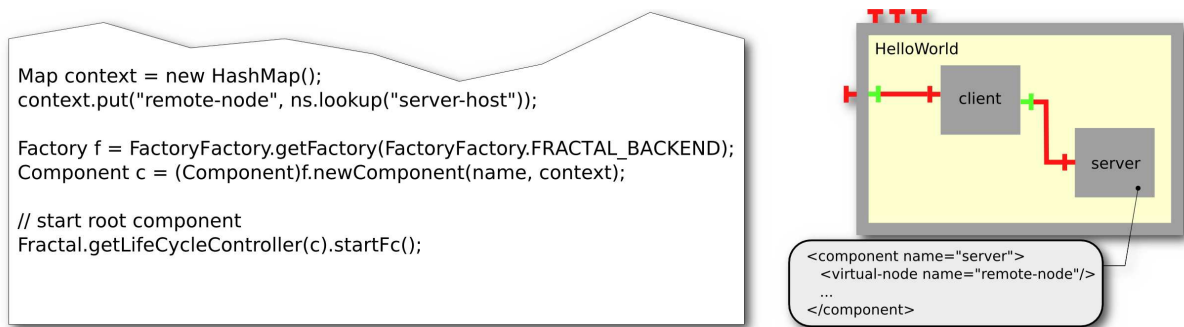 Map context = new HashMap();
context.put("remote-node", ns.lookup("server-host"));
Factory f = FactoryFactory.getFactory(FactoryFactory.FRACTAL_BACKEND);
Component c = (Component)f.newComponent(name, context);
// start root component
Fractal.getLifeCycleController(c).startFc();
HelloWorld
client
server
<component name="server">
<virtual-node name="remote-node"/>
...
</component>